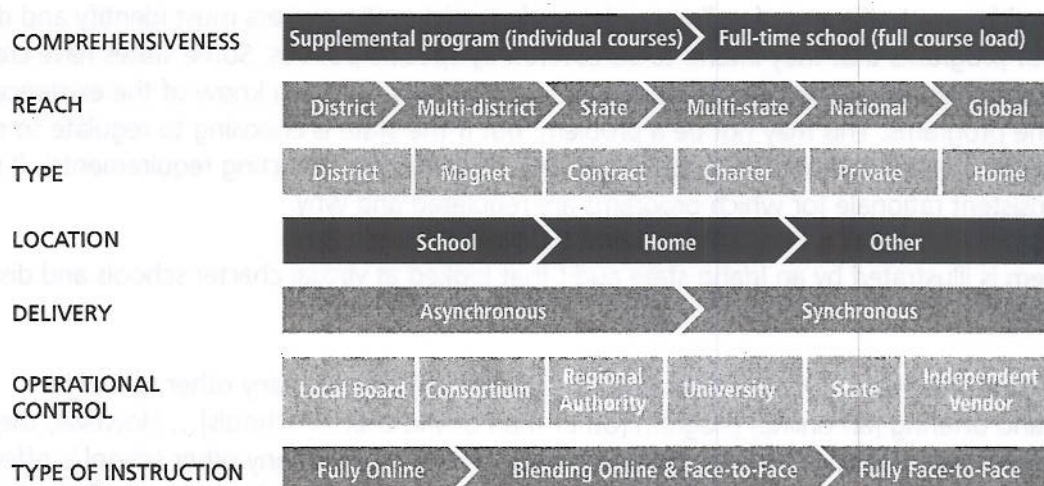 COMPREHENSIVENESS
Supplemental program (individual courses) Full-time school (full course load)
REACH
District Multi-district State Multi-state National Global
TYPE
District Magnet Contract Charter Private Home
LOCATION
School Home Other
DELIVERY
Asynchronous Synchronous
OPERATIONAL
CONTROL
Local Board Consortium Regional
Authority University State Independent
Vendor
TYPE OF INSTRUCTION
Fully Online Blending Online & Face-to-Face Fully Face-to-Face